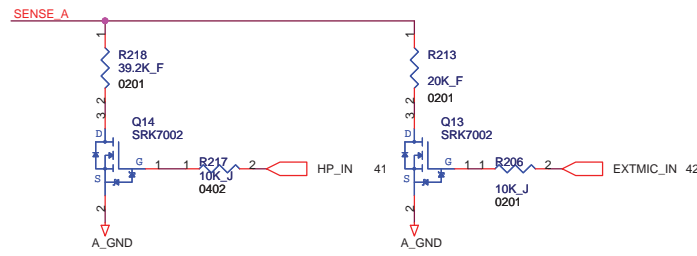 SENSE_A
1
1
R218
39.2K_F
0201
R213
20K_F
0201
2
3
2
3
Q14
SRK7002
Q13
SRK7002
D
G
S
D
G
S
1 1 R217 2 HP_IN 41
10K_J
0402
1 1 R206 2 EXTMIC_IN 42
10K_J
0201
2
2
A_GND
A_GND